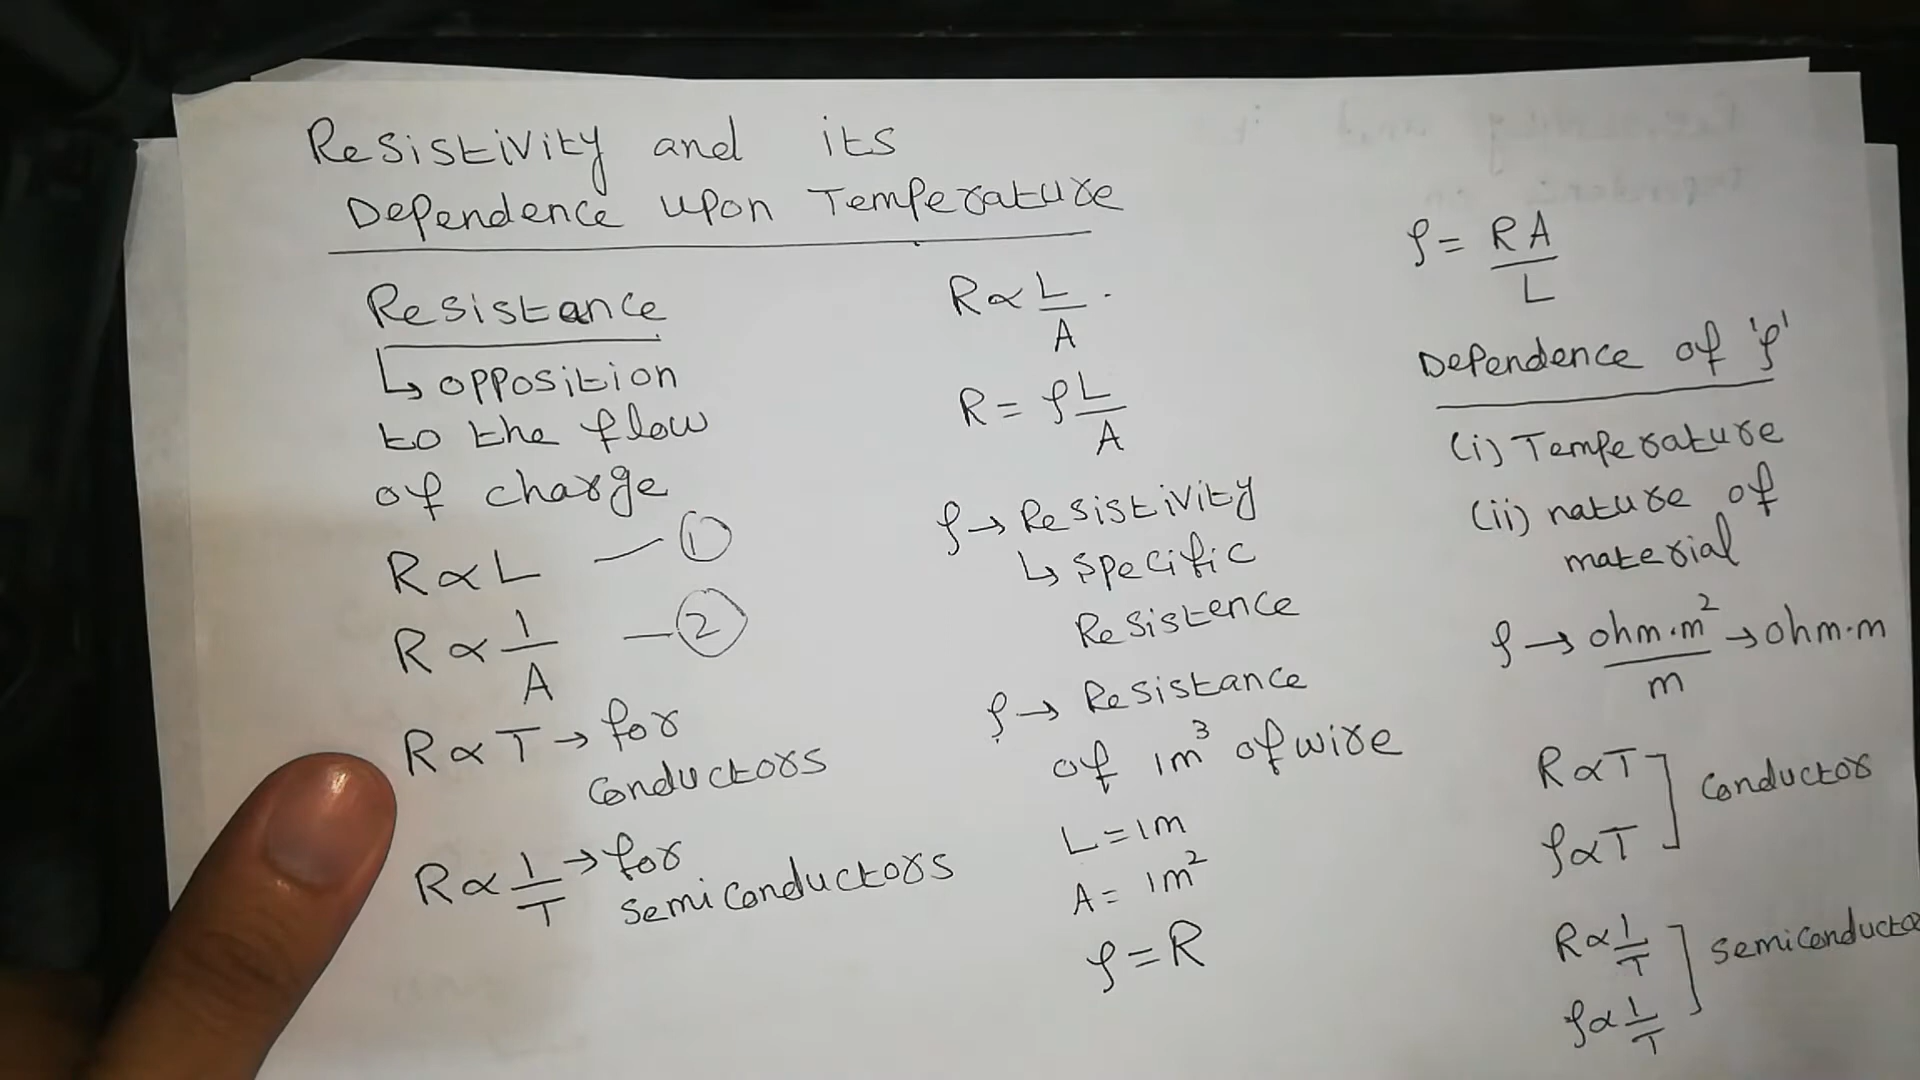 Resistivity and its
Dependence upon Temperature
Resistance
↳ opposition
to the flow
of charge
R ∝ L — ①
R ∝ 1/A — ②
R ∝ T → for
conductors
R ∝ 1/T → for
semiconductors
R ∝ L/A .
R = ρ L/A
ρ → Resistivity
↳ specific
Resistence
ρ → Resistance
of 1m³ of wire
L = 1m
A = 1m²
ρ = R
ρ = RA/L
Dependence of 'ρ'
(i) Temperature
(ii) nature of
material
ρ → ohm.m²/m → ohm.m
R ∝ T
ρ ∝ T ] conductor
R ∝ 1/T
ρ ∝ 1/T ] semiconducto